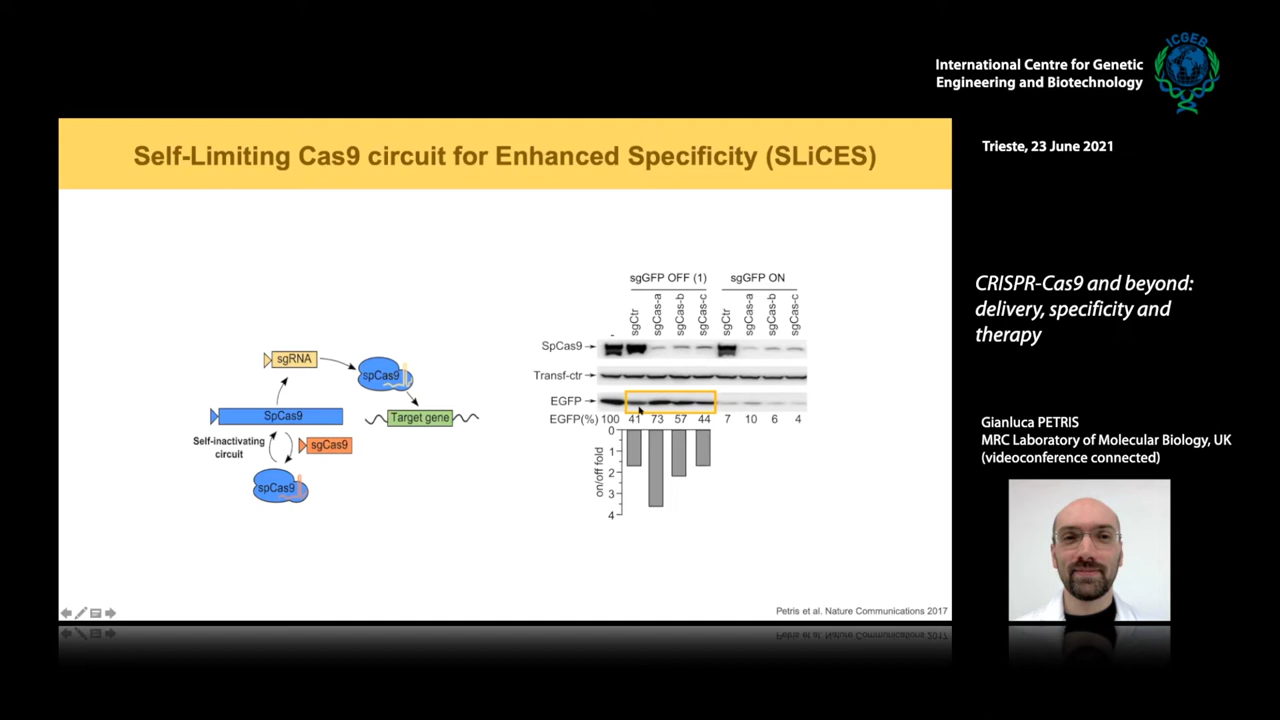 ICGEB
International Centre for Genetic
Engineering and Biotechnology
Trieste, 23 June 2021
Self-Limiting Cas9 circuit for Enhanced Specificity (SLiCES)
sgRNA
spCas9
SpCas9
Target gene
Self-inactivating
circuit
sgCas9
spCas9
sgGFP OFF (1)
sgGFP ON
-
sgCtr
sgCas-a
sgCas-b
sgCas-c
sgCtr
sgCas-a
sgCas-b
sgCas-c
SpCas9
Transf-ctr
EGFP
EGFP(%) 100 41 73 57 44 7 10 6 4
on/off fold
0
1
2
3
4
Petris et al. Nature Communications 2017
CRISPR-Cas9 and beyond:
delivery, specificity and
therapy
Gianluca PETRIS
MRC Laboratory of Molecular Biology, UK
(videoconference connected)